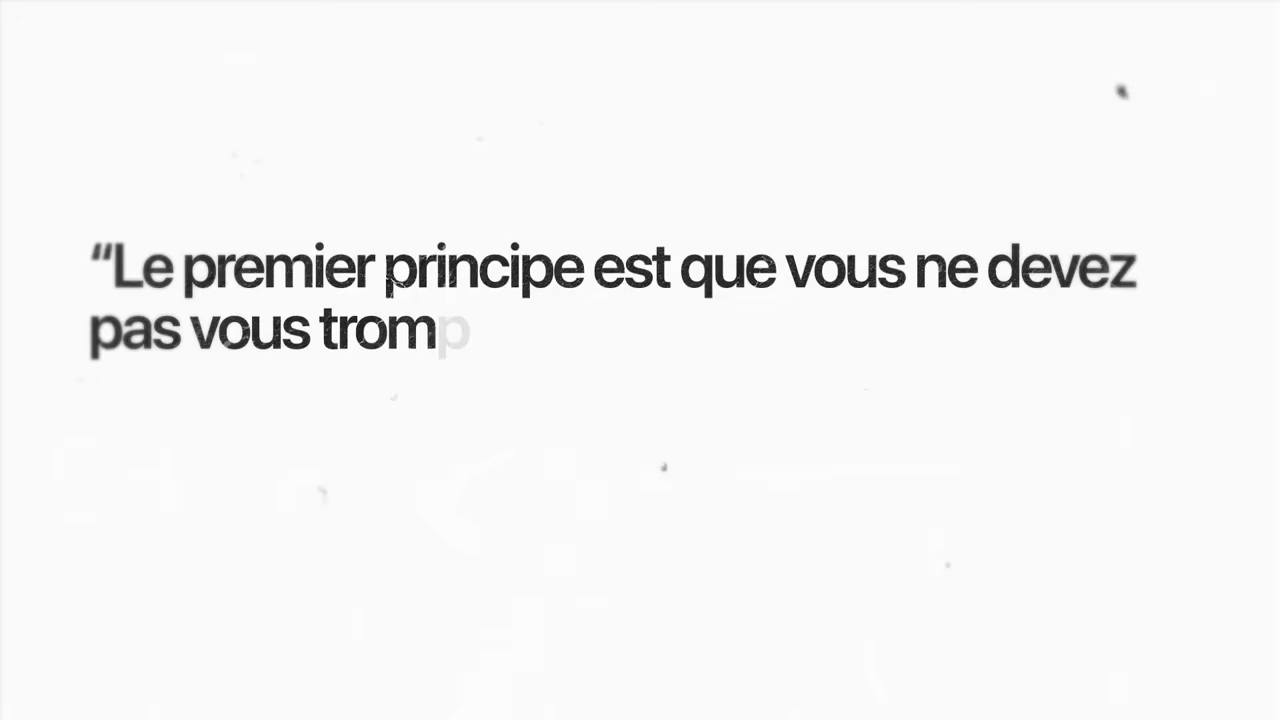 “Le premier principe est que vous ne devez
pas vous tromp